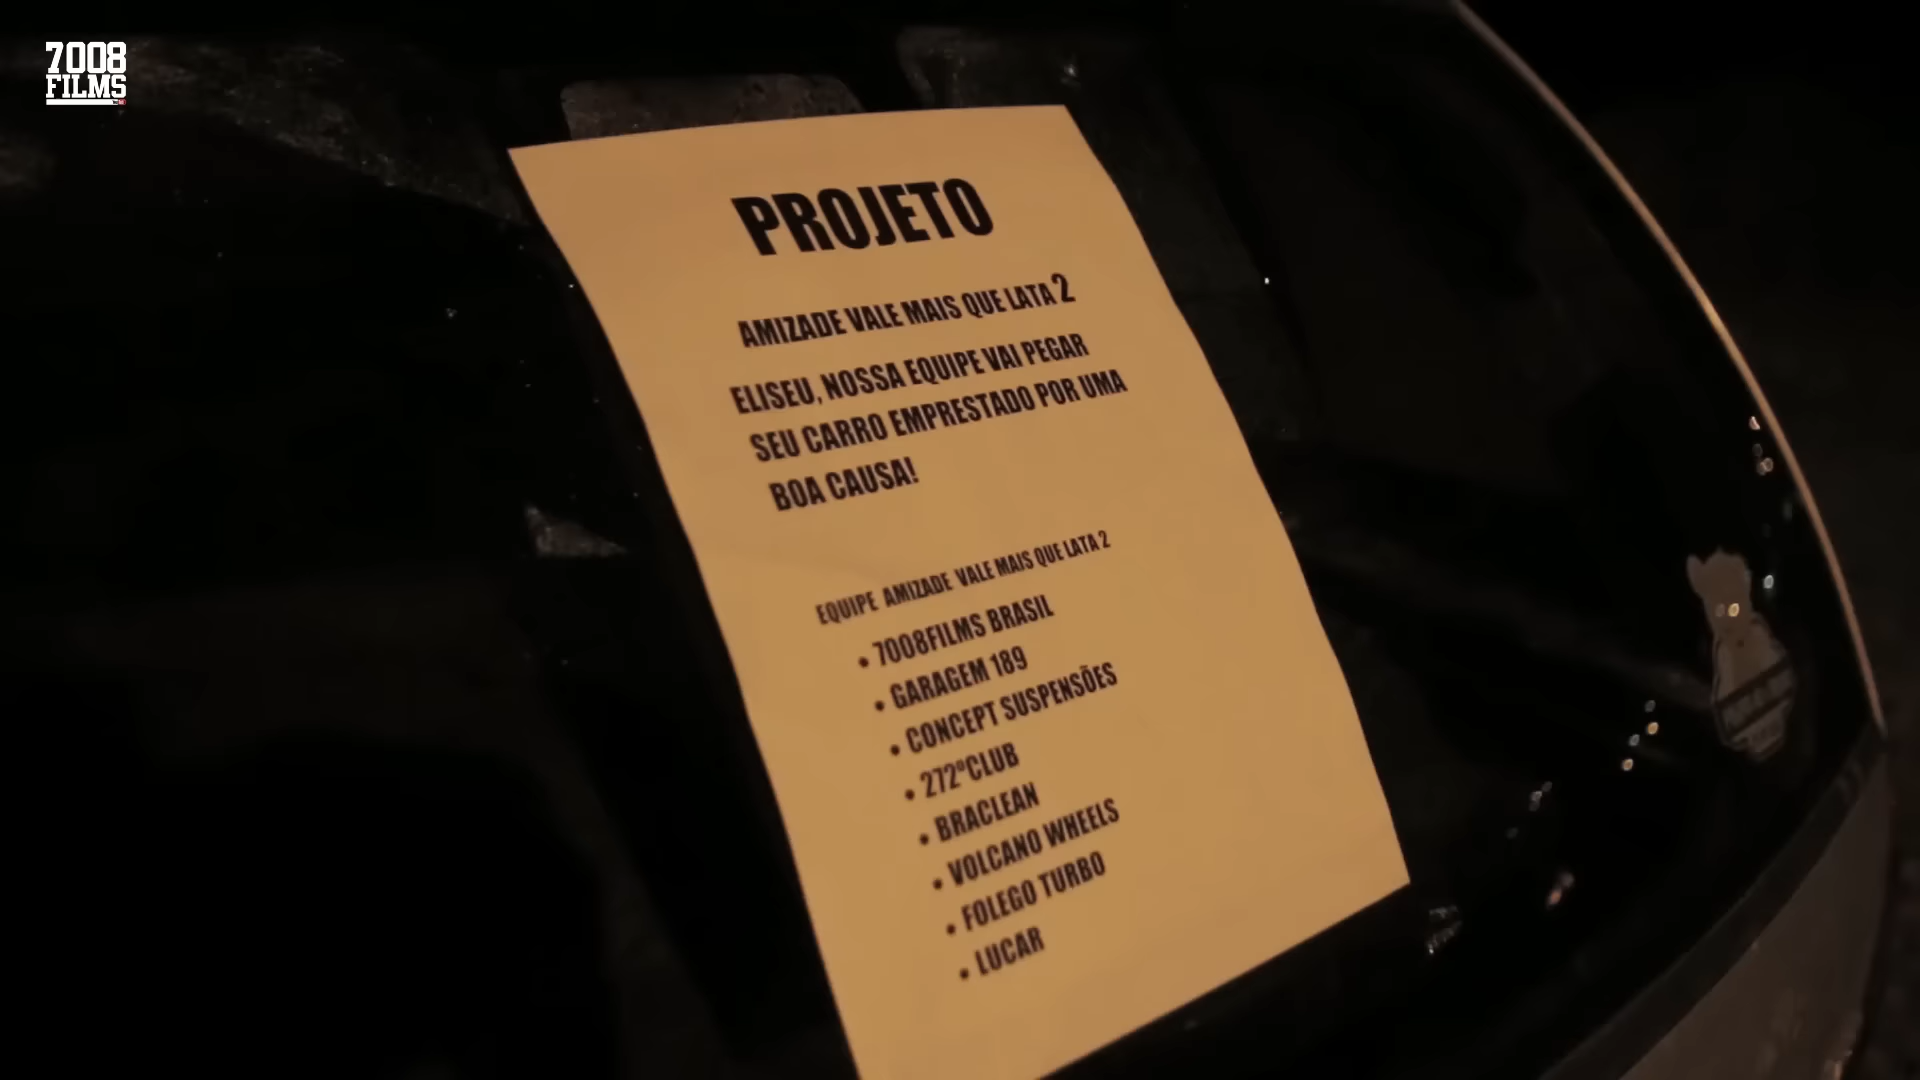 7008
FILMS
PROJETO
AMIZADE VALE MAIS QUE LATA 2
ELISEU, NOSSA EQUIPE VAI PEGAR
SEU CARRO EMPRESTADO POR UMA
BOA CAUSA!
EQUIPE AMIZADE VALE MAIS QUE LATA 2
• 7008FILMS BRASIL
• GARAGEM 189
• CONCEPT SUSPENSÕES
• 272ºCLUB
• BRACLEAN
• VOLCANO WHEELS
• FOLEGO TURBO
• LUCAR